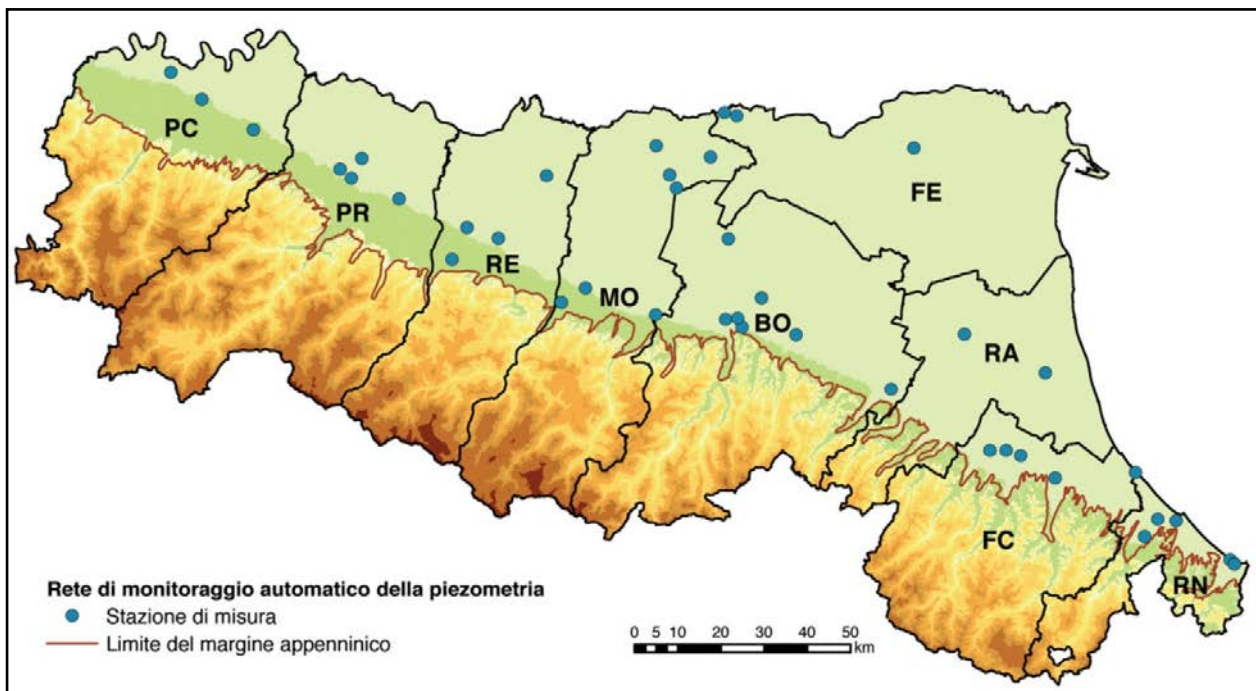 PC
PR
RE
MO
BO
FE
RA
FC
RN
Rete di monitoraggio automatico della piezometria
Stazione di misura
Limite del margine appenninico
0 5 10 20 30 40 50
km